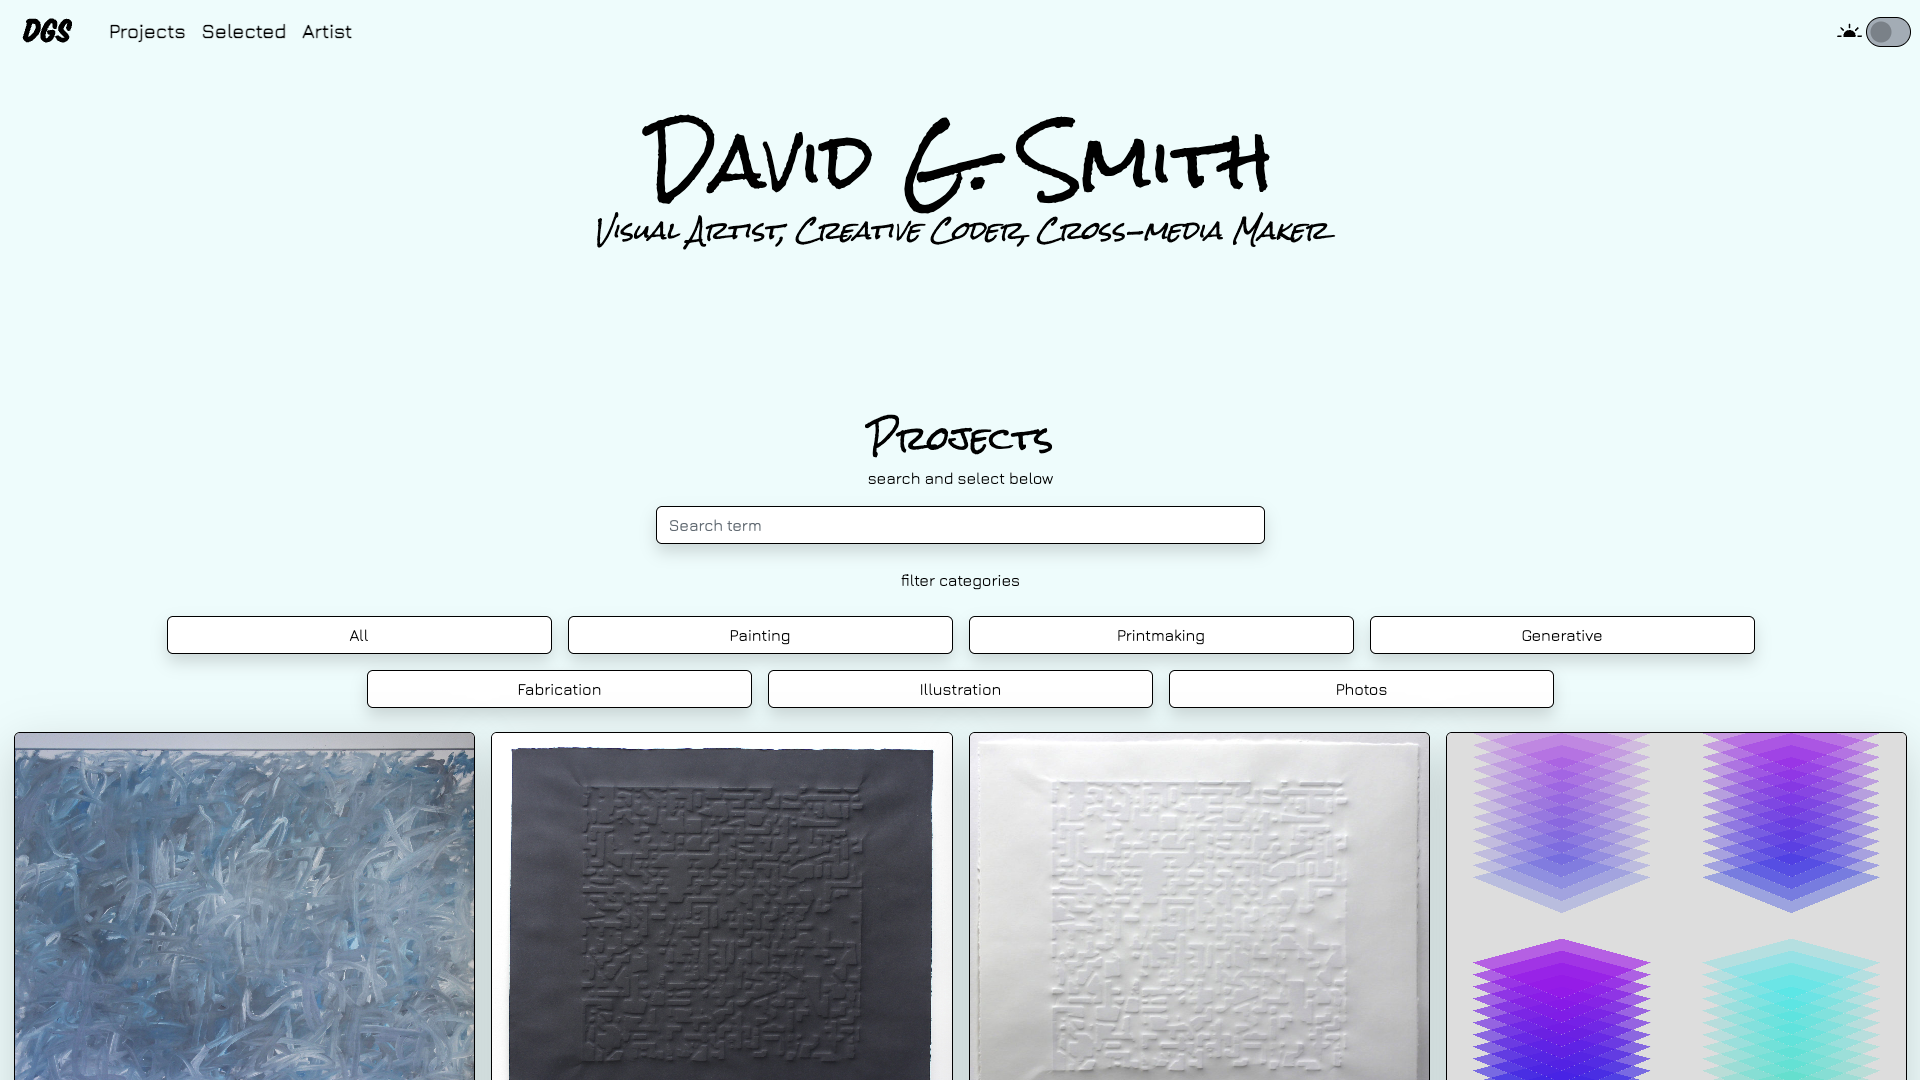 DGS Projects Selected Artist
David G. Smith
Visual Artist, Creative Coder, Cross-media Maker
Projects
search and select below
Search term
filter categories
All Painting Printmaking Generative
Fabrication Illustration Photos